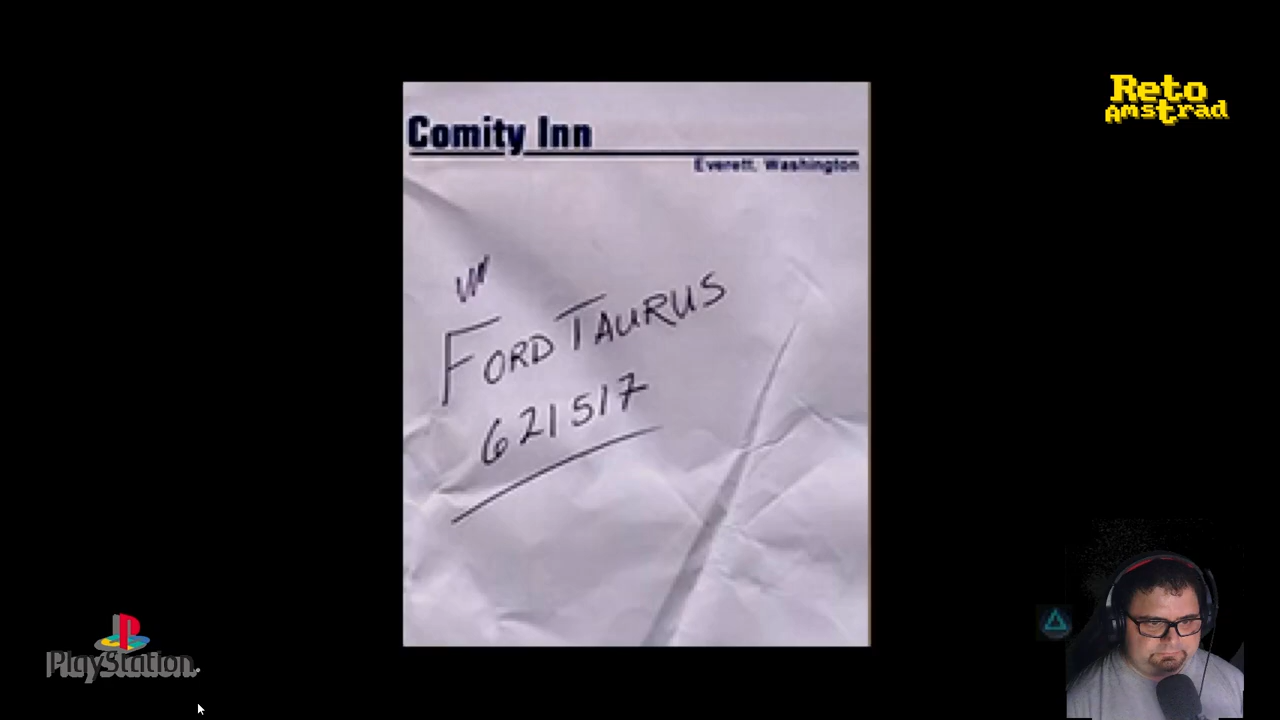 Reto
Amstrad
Comity Inn
Everett, Washington
FORD TAURUS
621517
PlayStation